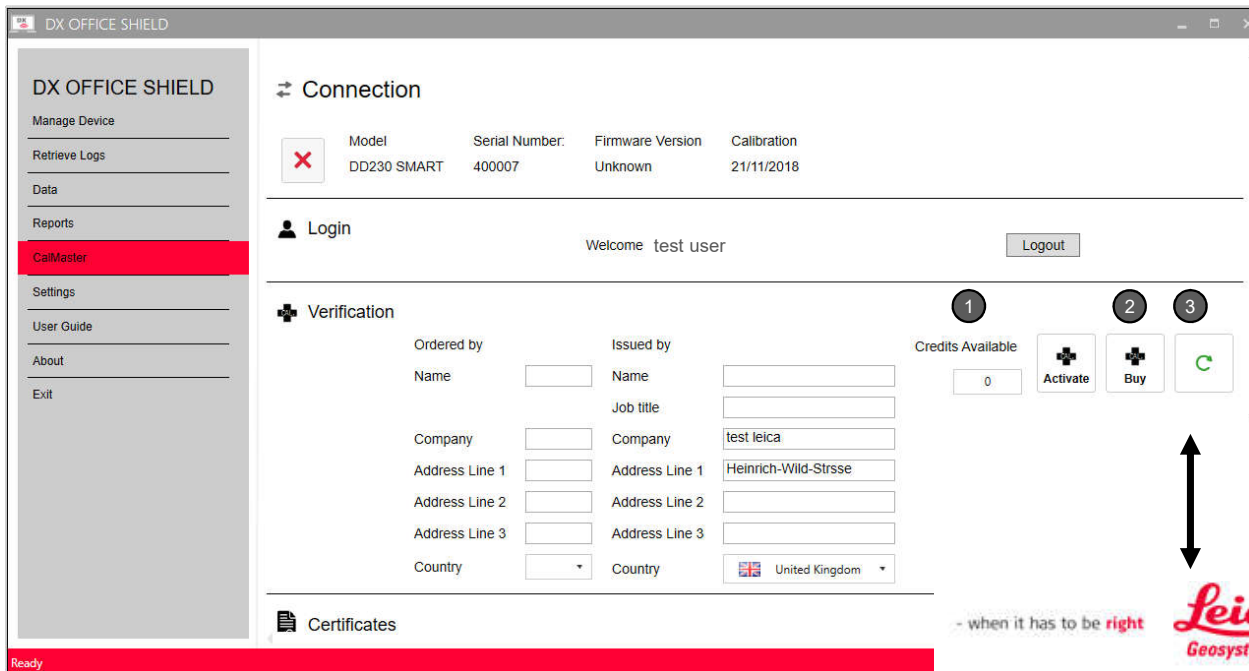 DX OFFICE SHIELD
DX OFFICE SHIELD
Manage Device
Retrieve Logs
Data
Reports
CalMaster
Settings
User Guide
About
Exit
Connection
Model Serial Number: Firmware Version Calibration
DD230 SMART 400007 Unknown 21/11/2018
Login
Welcome test user Logout
1 2 3
Verification
Ordered by Issued by Credits Available
Name Name 0 Activate Buy
Job title
Company Company test leica
Address Line 1 Address Line 1 Heinrich-Wild-Strsse
Address Line 2 Address Line 2
Address Line 3 Address Line 3
Country Country United Kingdom
Certificates
- when it has to be right
Ready